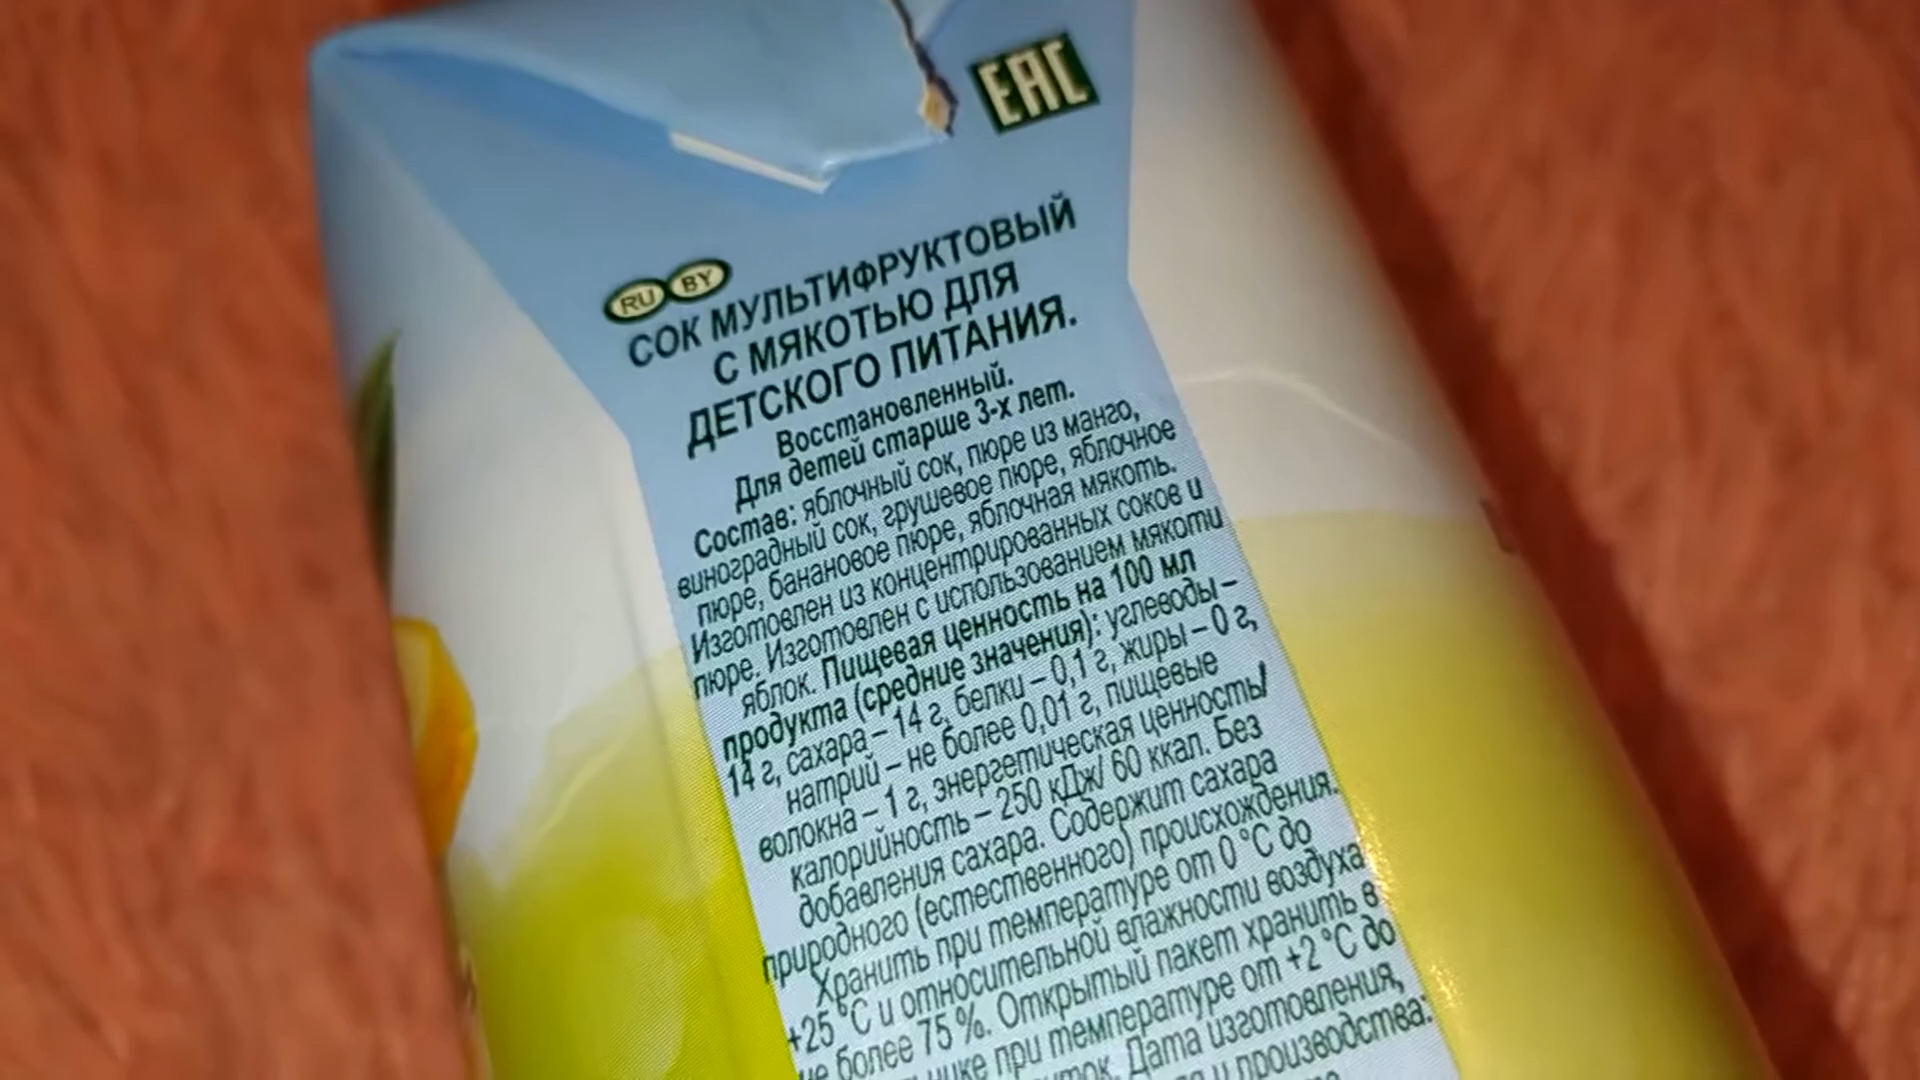 ЕАС
RU BY
СОК МУЛЬТИФРУКТОВЫЙ
С МЯКОТЬЮ ДЛЯ
ДЕТСКОГО ПИТАНИЯ.
Восстановленный.
Для детей старше 3-х лет.
Состав: яблочный сок, пюре из манго,
виноградный сок, грушевое пюре, яблочное
пюре, банановое пюре, яблочная мякоть.
Изготовлен из концентрированных соков и
пюре. Изготовлен с использованием мякоти
яблок. Пищевая ценность на 100 мл
продукта (средние значения): углеводы –
14 г, сахара – 14 г, белки – 0,1 г, жиры – 0 г,
натрий – не более 0,01 г, пищевые
волокна – 1 г, энергетическая ценность/
калорийность – 250 кДж/ 60 ккал. Без
добавления сахара. Содержит сахара
природного (естественного) происхождения.
Хранить при температуре от 0 °С до
+25 °С и относительной влажности воздуха
не более 75 %. Открытый пакет хранить в
при температуре от +2 °С до
Дата изготовления,
и производства: